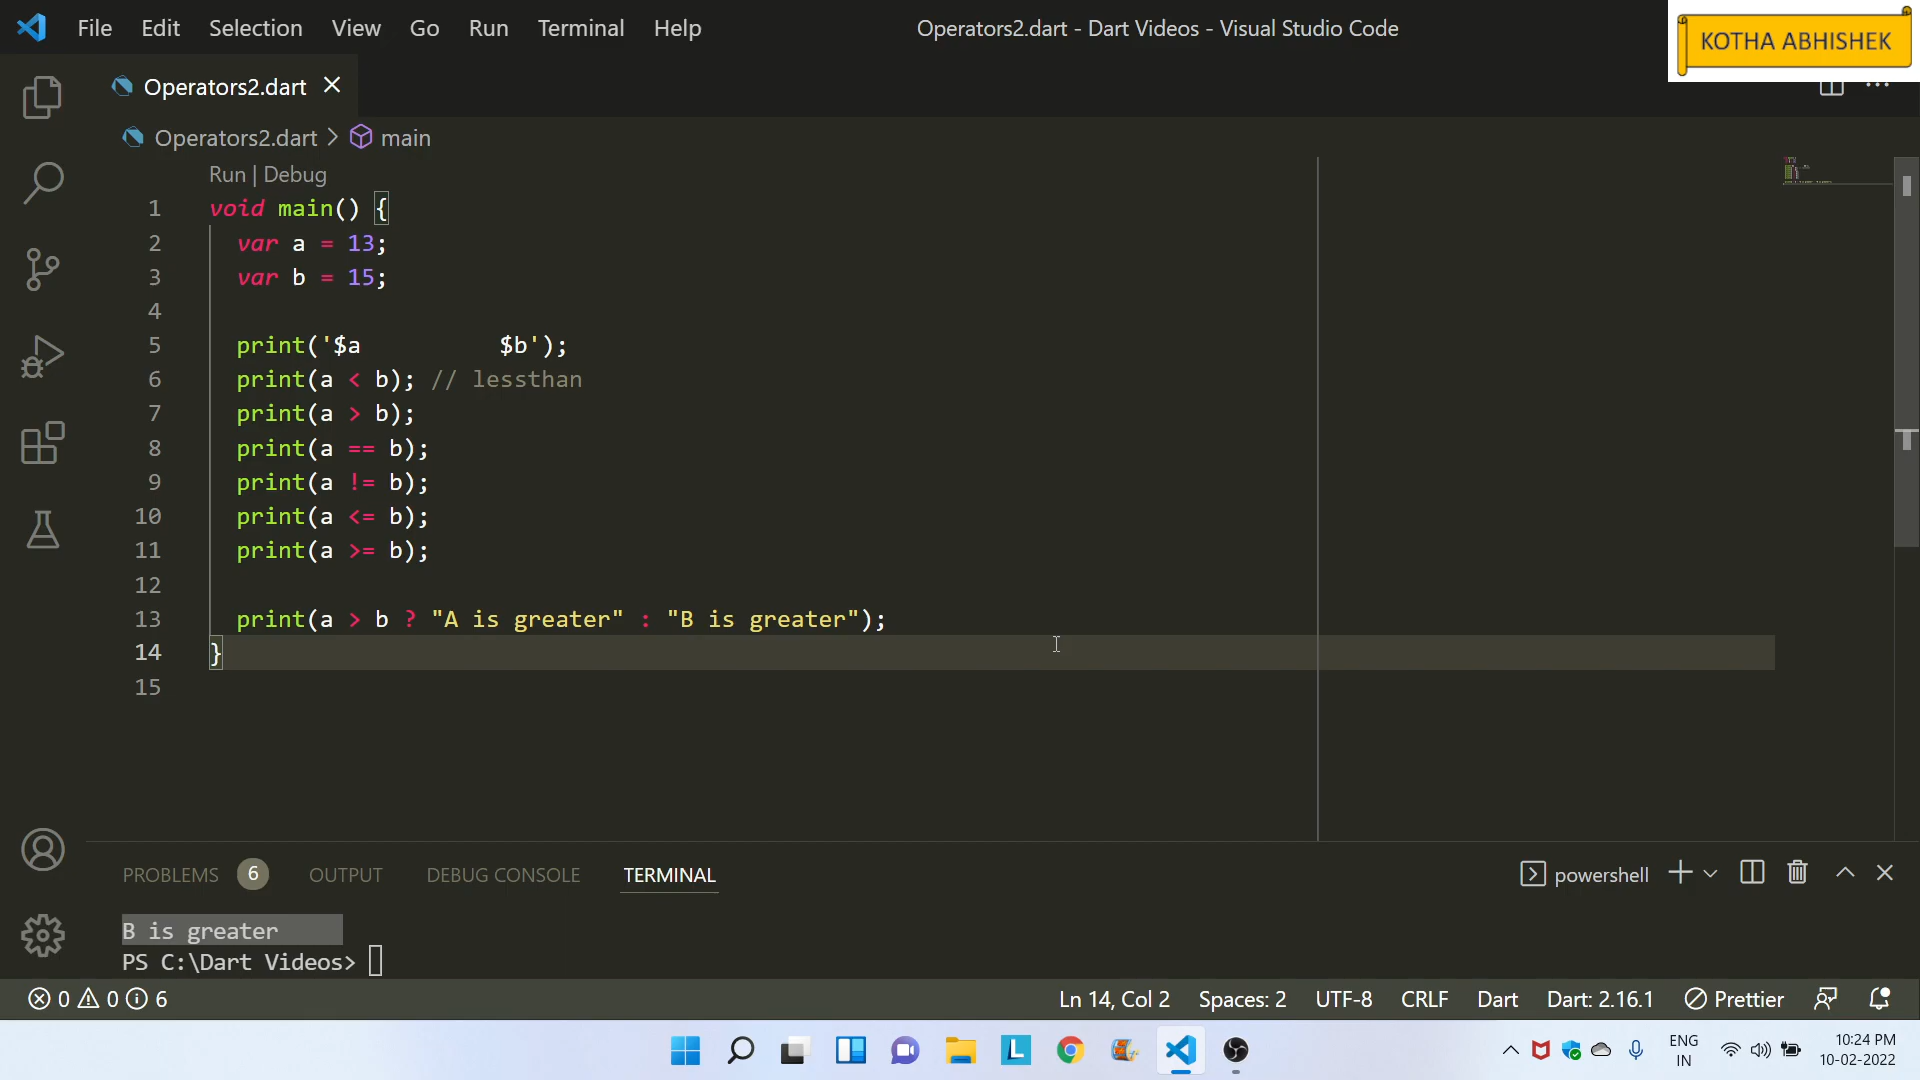 File Edit Selection View Go Run Terminal Help
Operators2.dart - Dart Videos - Visual Studio Code
KOTHA ABHISHEK
Operators2.dart
Operators2.dart > main
Run | Debug
1 void main() {
2 var a = 13;
3 var b = 15;
4
5 print('$a          $b');
6 print(a < b); // lessthan
7 print(a > b);
8 print(a == b);
9 print(a != b);
10 print(a <= b);
11 print(a >= b);
12
13 print(a > b ? "A is greater" : "B is greater");
14 }
15
PROBLEMS 6 OUTPUT DEBUG CONSOLE TERMINAL
powershell
B is greater
PS C:\Dart Videos>
0 0 6
Ln 14, Col 2 Spaces: 2 UTF-8 CRLF Dart Dart: 2.16.1 Prettier
L
ENG
IN
10:24 PM
10-02-2022